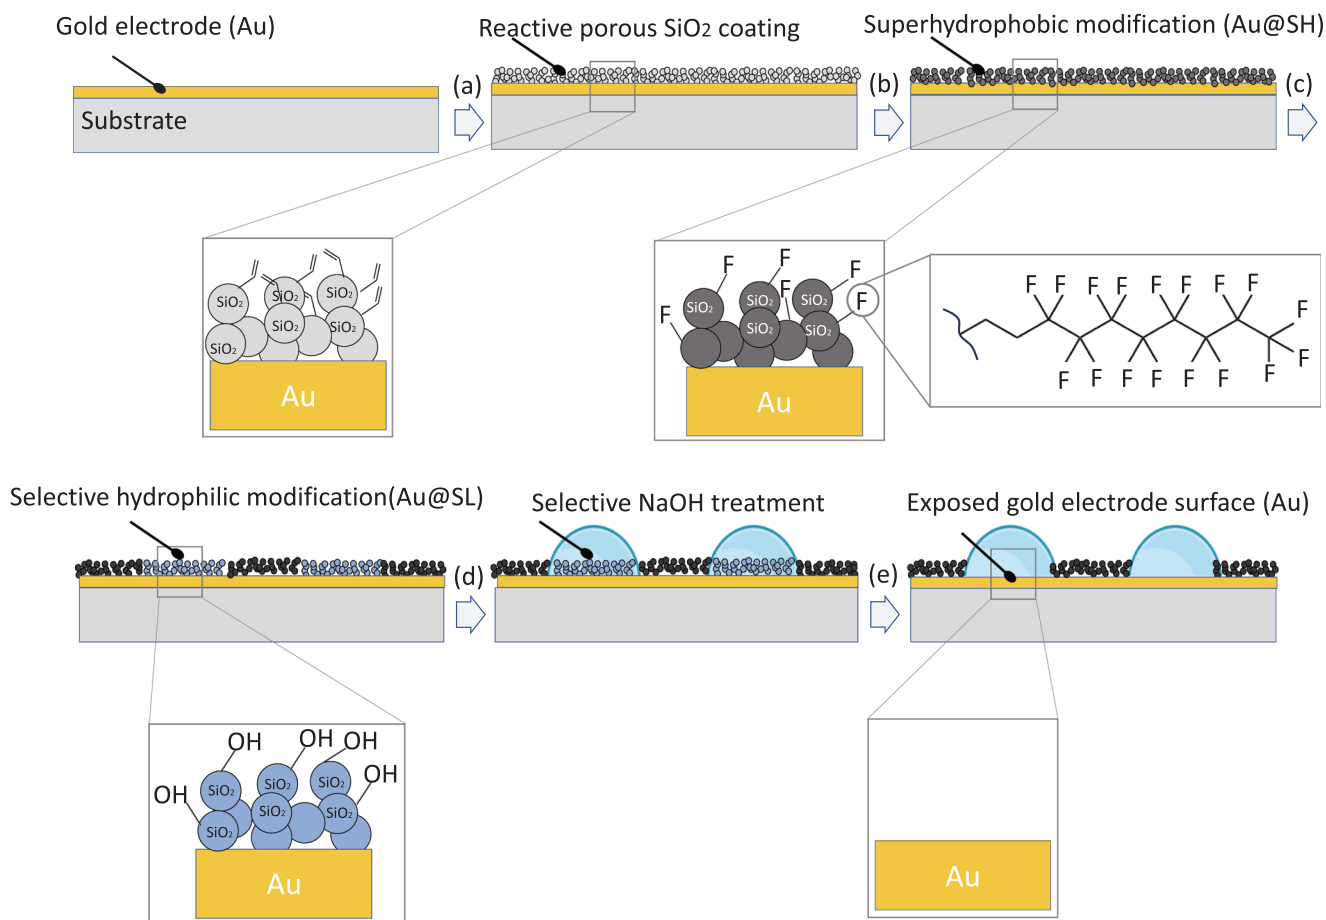 Gold electrode (Au)
Substrate
(a)
Reactive porous SiO2 coating
(b)
Superhydrophobic modification (Au@SH)
(c)
SiO2
SiO2
SiO2
SiO2
SiO2
SiO2
Au
F
F
F
F
F
F
SiO2
SiO2
SiO2
SiO2
SiO2
Au
F F F F F F F F
F
F
F F F F F F F
Selective hydrophilic modification(Au@SL)
(d)
Selective NaOH treatment
(e)
Exposed gold electrode surface (Au)
OH
OH
OH
OH
OH
SiO2
SiO2
SiO2
SiO2
SiO2
SiO2
Au
Au